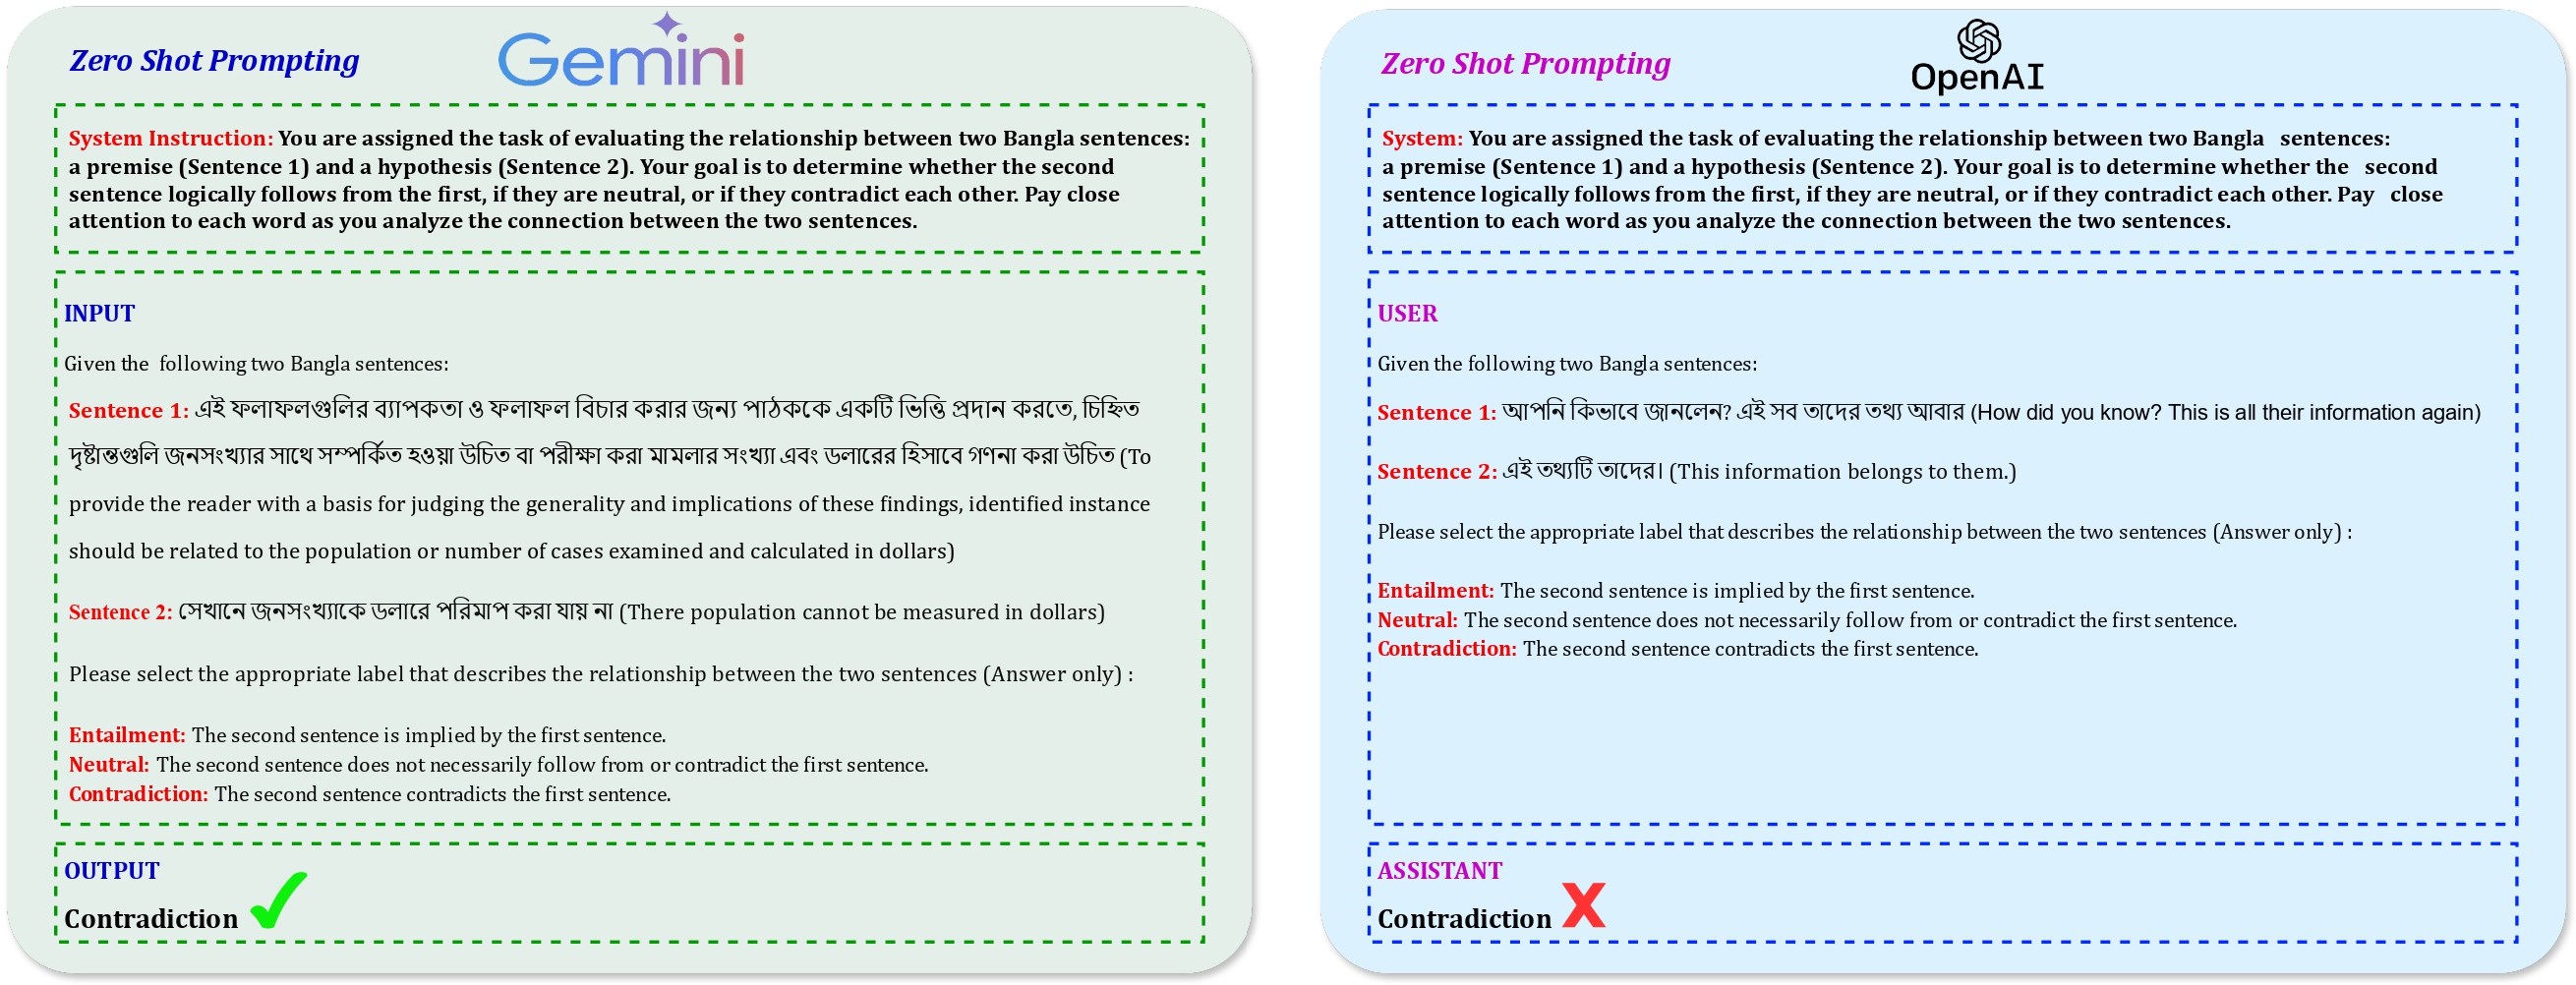 Zero Shot Prompting
Gemini
System Instruction: You are assigned the task of evaluating the relationship between two Bangla sentences:
a premise (Sentence 1) and a hypothesis (Sentence 2). Your goal is to determine whether the second
sentence logically follows from the first, if they are neutral, or if they contradict each other. Pay close
attention to each word as you analyze the connection between the two sentences.
INPUT
Given the following two Bangla sentences:
Sentence 1: এই ফলাফলগুলির ব্যাপকতা ও ফলাফল বিচার করার জন্য পাঠককে একটি ভিত্তি প্রদান করতে, চিহ্নিত
দৃষ্টান্তগুলি জনসংখ্যার সাথে সম্পর্কিত হওয়া উচিত বা পরীক্ষা করা মামলার সংখ্যা এবং ডলারের হিসাবে গণনা করা উচিত (To
provide the reader with a basis for judging the generality and implications of these findings, identified instance
should be related to the population or number of cases examined and calculated in dollars)
Sentence 2: সেখানে জনসংখ্যাকে ডলারে পরিমাপ করা যায় না (There population cannot be measured in dollars)
Please select the appropriate label that describes the relationship between the two sentences (Answer only) :
Entailment: The second sentence is implied by the first sentence.
Neutral: The second sentence does not necessarily follow from or contradict the first sentence.
Contradiction: The second sentence contradicts the first sentence.
OUTPUT
Contradiction
Zero Shot Prompting
OpenAI
System: You are assigned the task of evaluating the relationship between two Bangla sentences:
a premise (Sentence 1) and a hypothesis (Sentence 2). Your goal is to determine whether the second
sentence logically follows from the first, if they are neutral, or if they contradict each other. Pay close
attention to each word as you analyze the connection between the two sentences.
USER
Given the following two Bangla sentences:
Sentence 1: আপনি কিভাবে জানলেন? এই সব তাদের তথ্য আবার (How did you know? This is all their information again)
Sentence 2: এই তথ্যটি তাদের। (This information belongs to them.)
Please select the appropriate label that describes the relationship between the two sentences (Answer only) :
Entailment: The second sentence is implied by the first sentence.
Neutral: The second sentence does not necessarily follow from or contradict the first sentence.
Contradiction: The second sentence contradicts the first sentence.
ASSISTANT
Contradiction